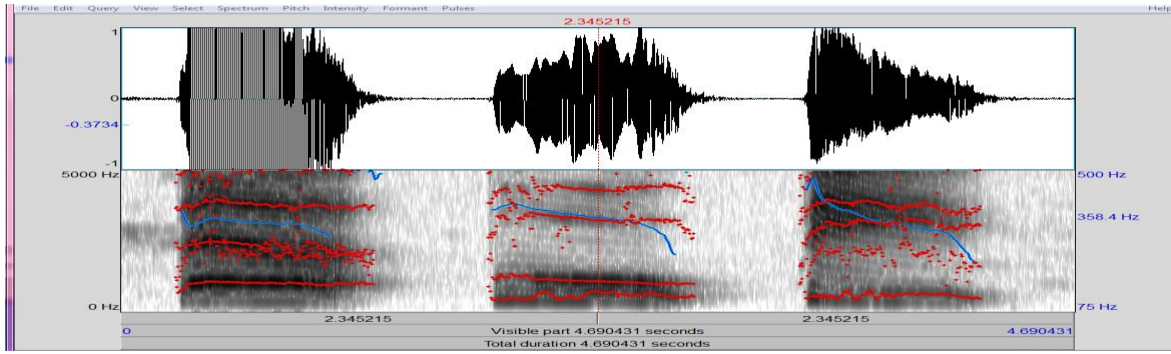 File Edit Query View Select Spectrum Pitch Intensity Formant Pulses Help
2.345215
1
0
-0.3734
-1
5000 Hz 500 Hz
358.4 Hz
0 Hz 75 Hz
2.345215 2.345215
0 Visible part 4.690431 seconds 4.690431
Total duration 4.690431 seconds